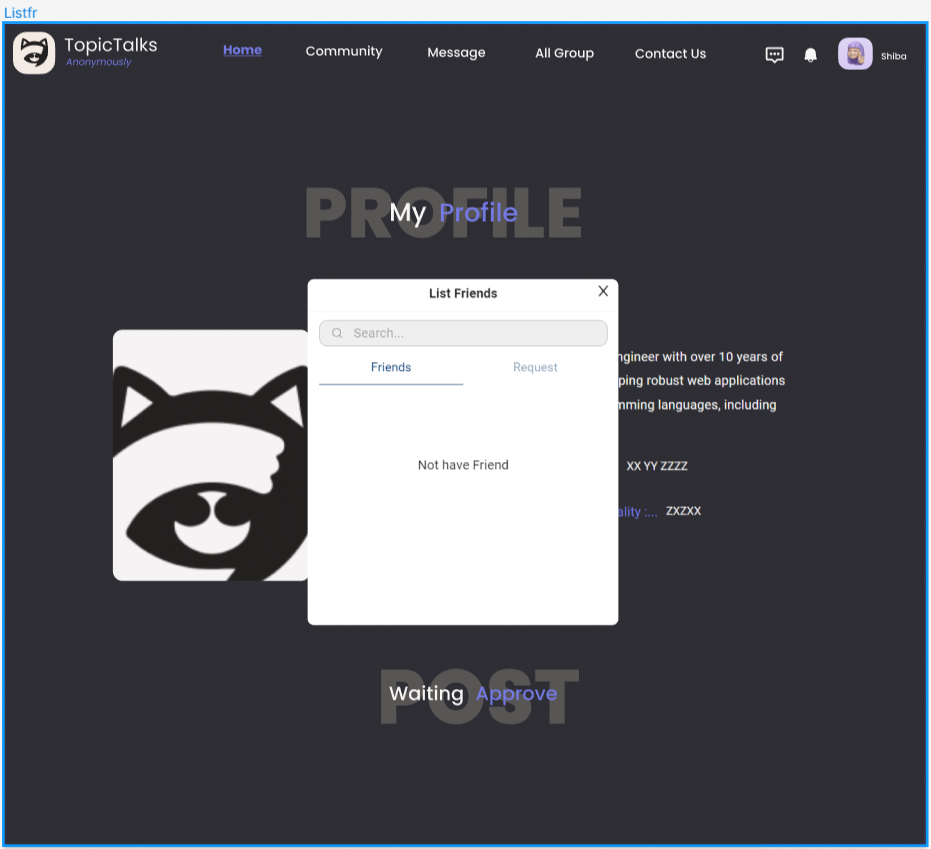 Listfr
TopicTalks
Anonymously
Home
Community
Message
All Group
Contact Us
Shiba
PROFILE
My Profile
List Friends
X
Search...
Friends
Request
Not have Friend
ngineer with over 10 years of
ping robust web applications
mming languages, including
XX YY ZZZZ
ality :...
ZXZXX
POST
Waiting Approve